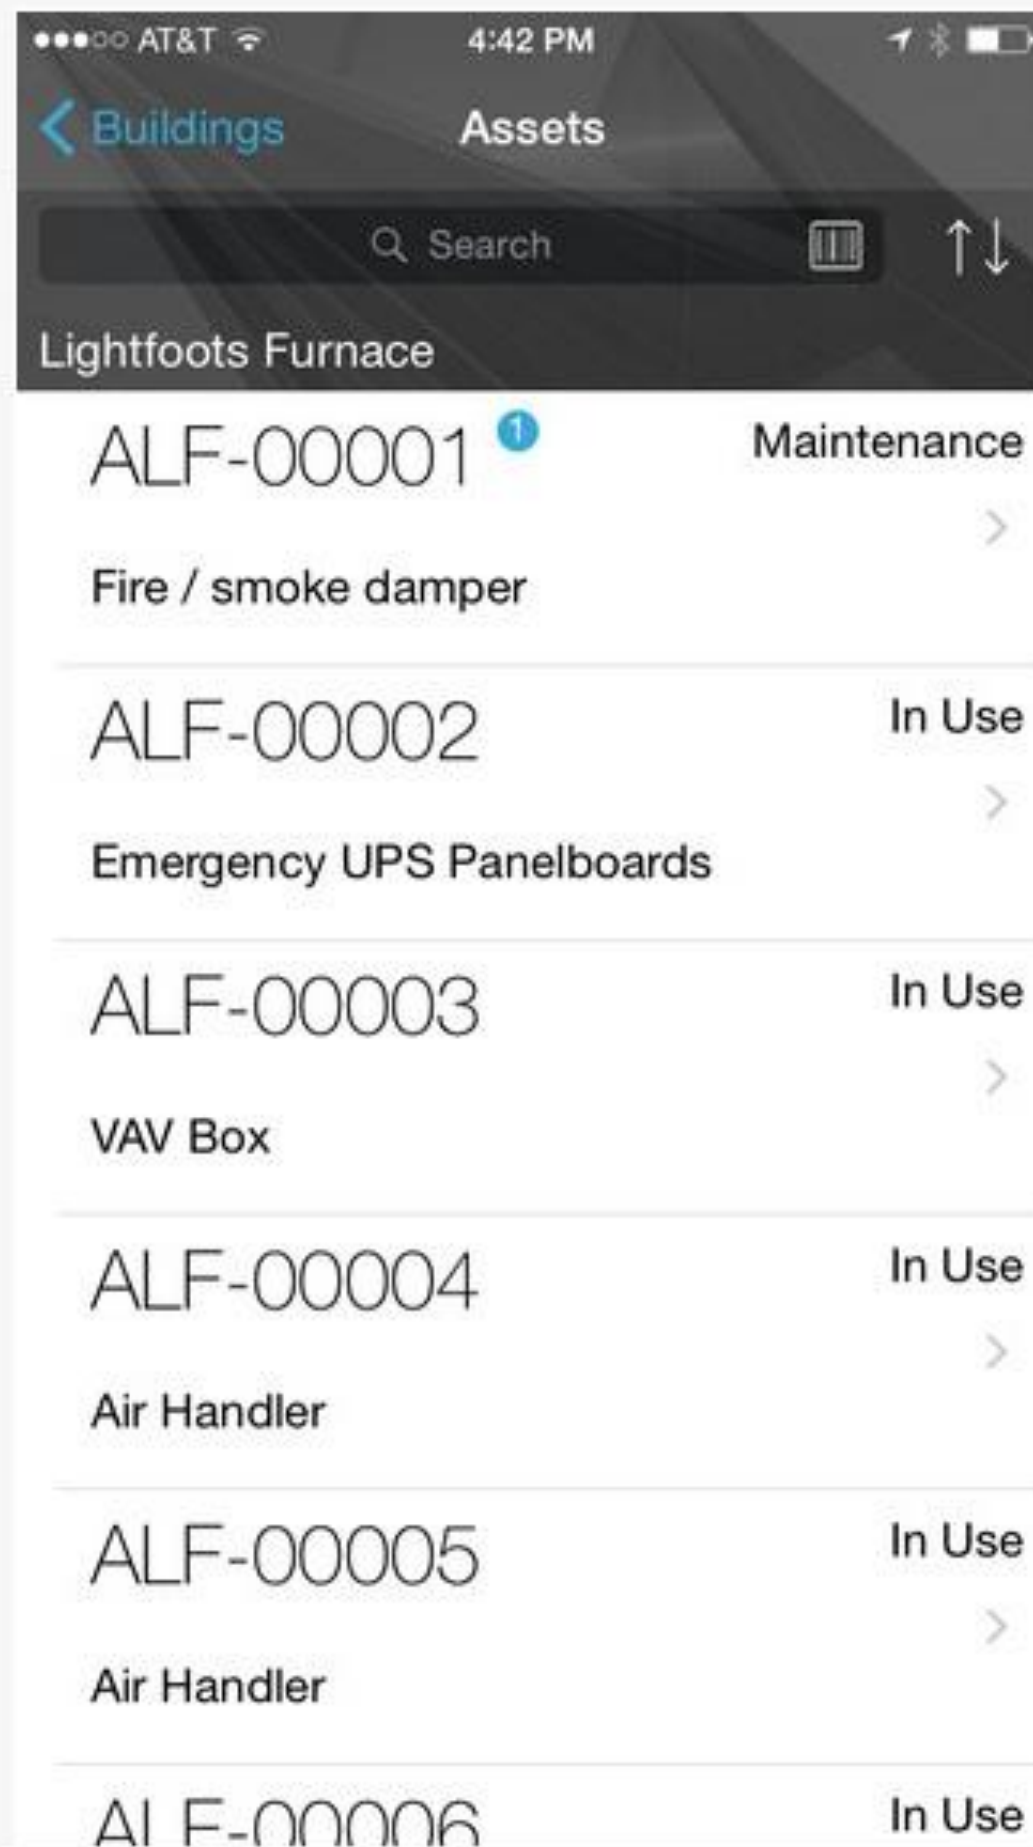 AT&T 4:42 PM
Buildings Assets
Search
Lightfoots Furnace
ALF-00001 1 Maintenance
Fire / smoke damper
ALF-00002 In Use
Emergency UPS Panelboards
ALF-00003 In Use
VAV Box
ALF-00004 In Use
Air Handler
ALF-00005 In Use
Air Handler
ALF-00006 In Use